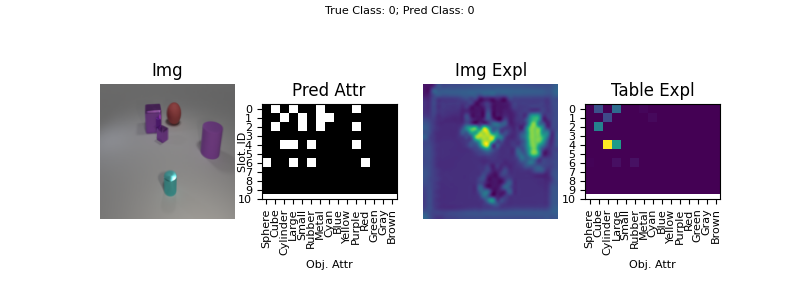 True Class: 0; Pred Class: 0
Img
Pred Attr
Img Expl
Table Expl
Slot. ID
0
1
2
3
4
5
6
7
8
9
10
Sphere
Cube
Cylinder
Large
Small
Rubber
Metal
Cyan
Blue
Yellow
Purple
Red
Green
Gray
Brown
Obj. Attr
0
1
2
3
4
5
6
7
8
9
10
Sphere
Cube
Cylinder
Large
Small
Rubber
Metal
Cyan
Blue
Yellow
Purple
Red
Green
Gray
Brown
Obj. Attr